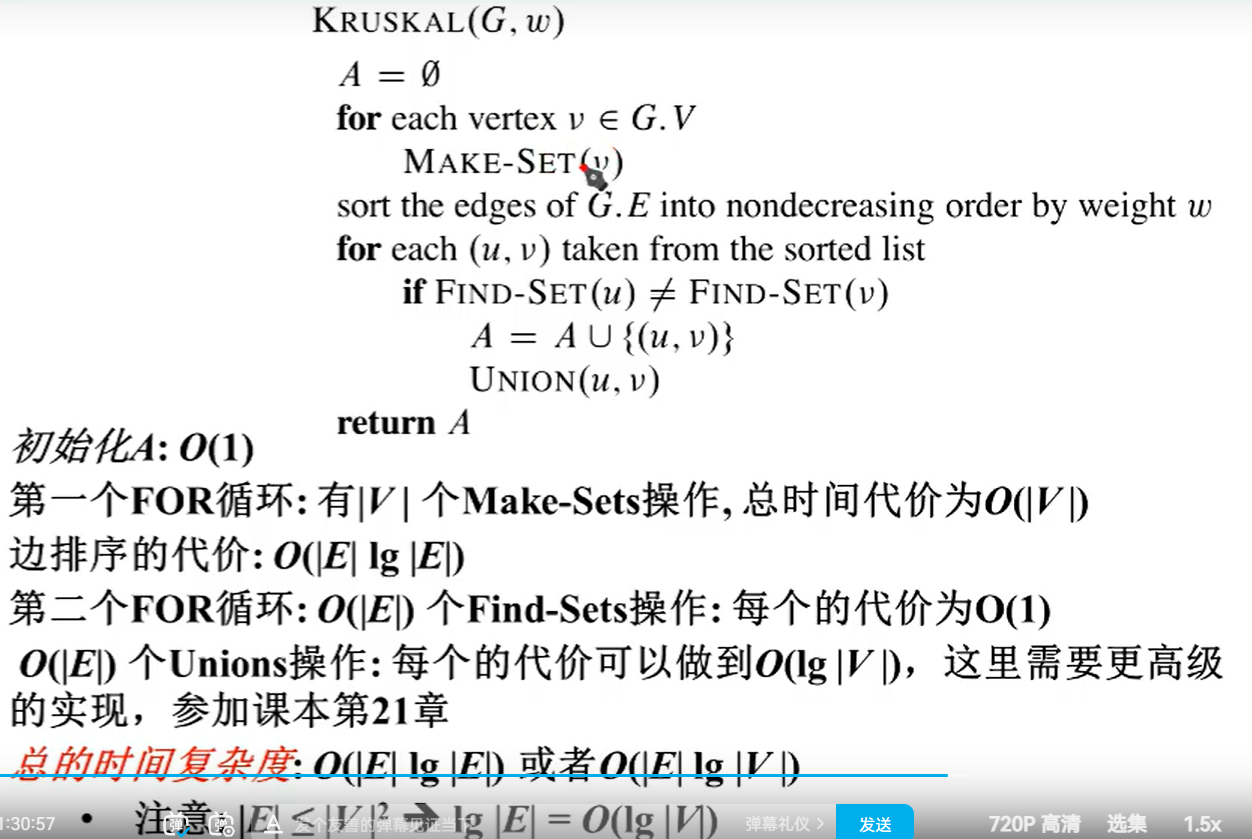 KRUSKAL(G, w)
A = Ø
for each vertex v ∈ G.V
MAKE-SET(v)
sort the edges of G.E into nondecreasing order by weight w
for each (u, v) taken from the sorted list
if FIND-SET(u) ≠ FIND-SET(v)
A = A ∪ {(u, v)}
UNION(u, v)
return A
初始化A: O(1)
第一个FOR循环: 有|V| 个Make-Sets操作, 总时间代价为O(|V|)
边排序的代价: O(|E| lg |E|)
第二个FOR循环: O(|E|) 个Find-Sets操作: 每个的代价为O(1)
O(|E|) 个Unions操作: 每个的代价可以做到O(lg |V|)，这里需要更高级
的实现，参加课本第21章
总的时间复杂度: O(|E| lg |E|) 或者O(|E| lg |V|)
• 注意: |E| ≤ |V|² ➔ lg |E| = O(lg |V|)
1:30:57 弹 弹 A 发个友善的弹幕见证当下 弹幕礼仪 > 发送 720P 高清 选集 1.5x